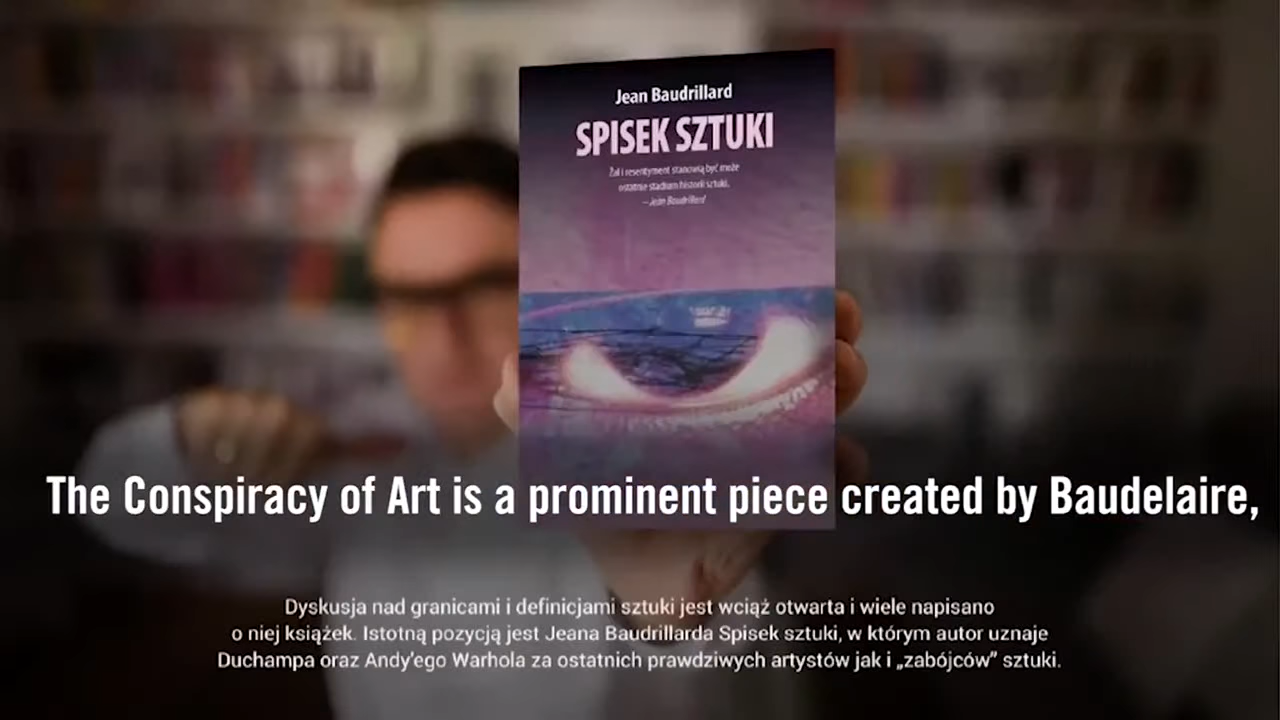 Jean Baudrillard
SPISEK SZTUKI
Żal i resentyment stanowią być może
ostatnie stadium historii sztuki.
—Jean Baudrillard
The Conspiracy of Art is a prominent piece created by Baudelaire,
Dyskusja nad granicami i definicjami sztuki jest wciąż otwarta i wiele napisano
o niej książek. Istotną pozycją jest Jeana Baudrillarda Spisek sztuki, w którym autor uznaje
Duchampa oraz Andy'ego Warhola za ostatnich prawdziwych artystów jak i „zabójców” sztuki.